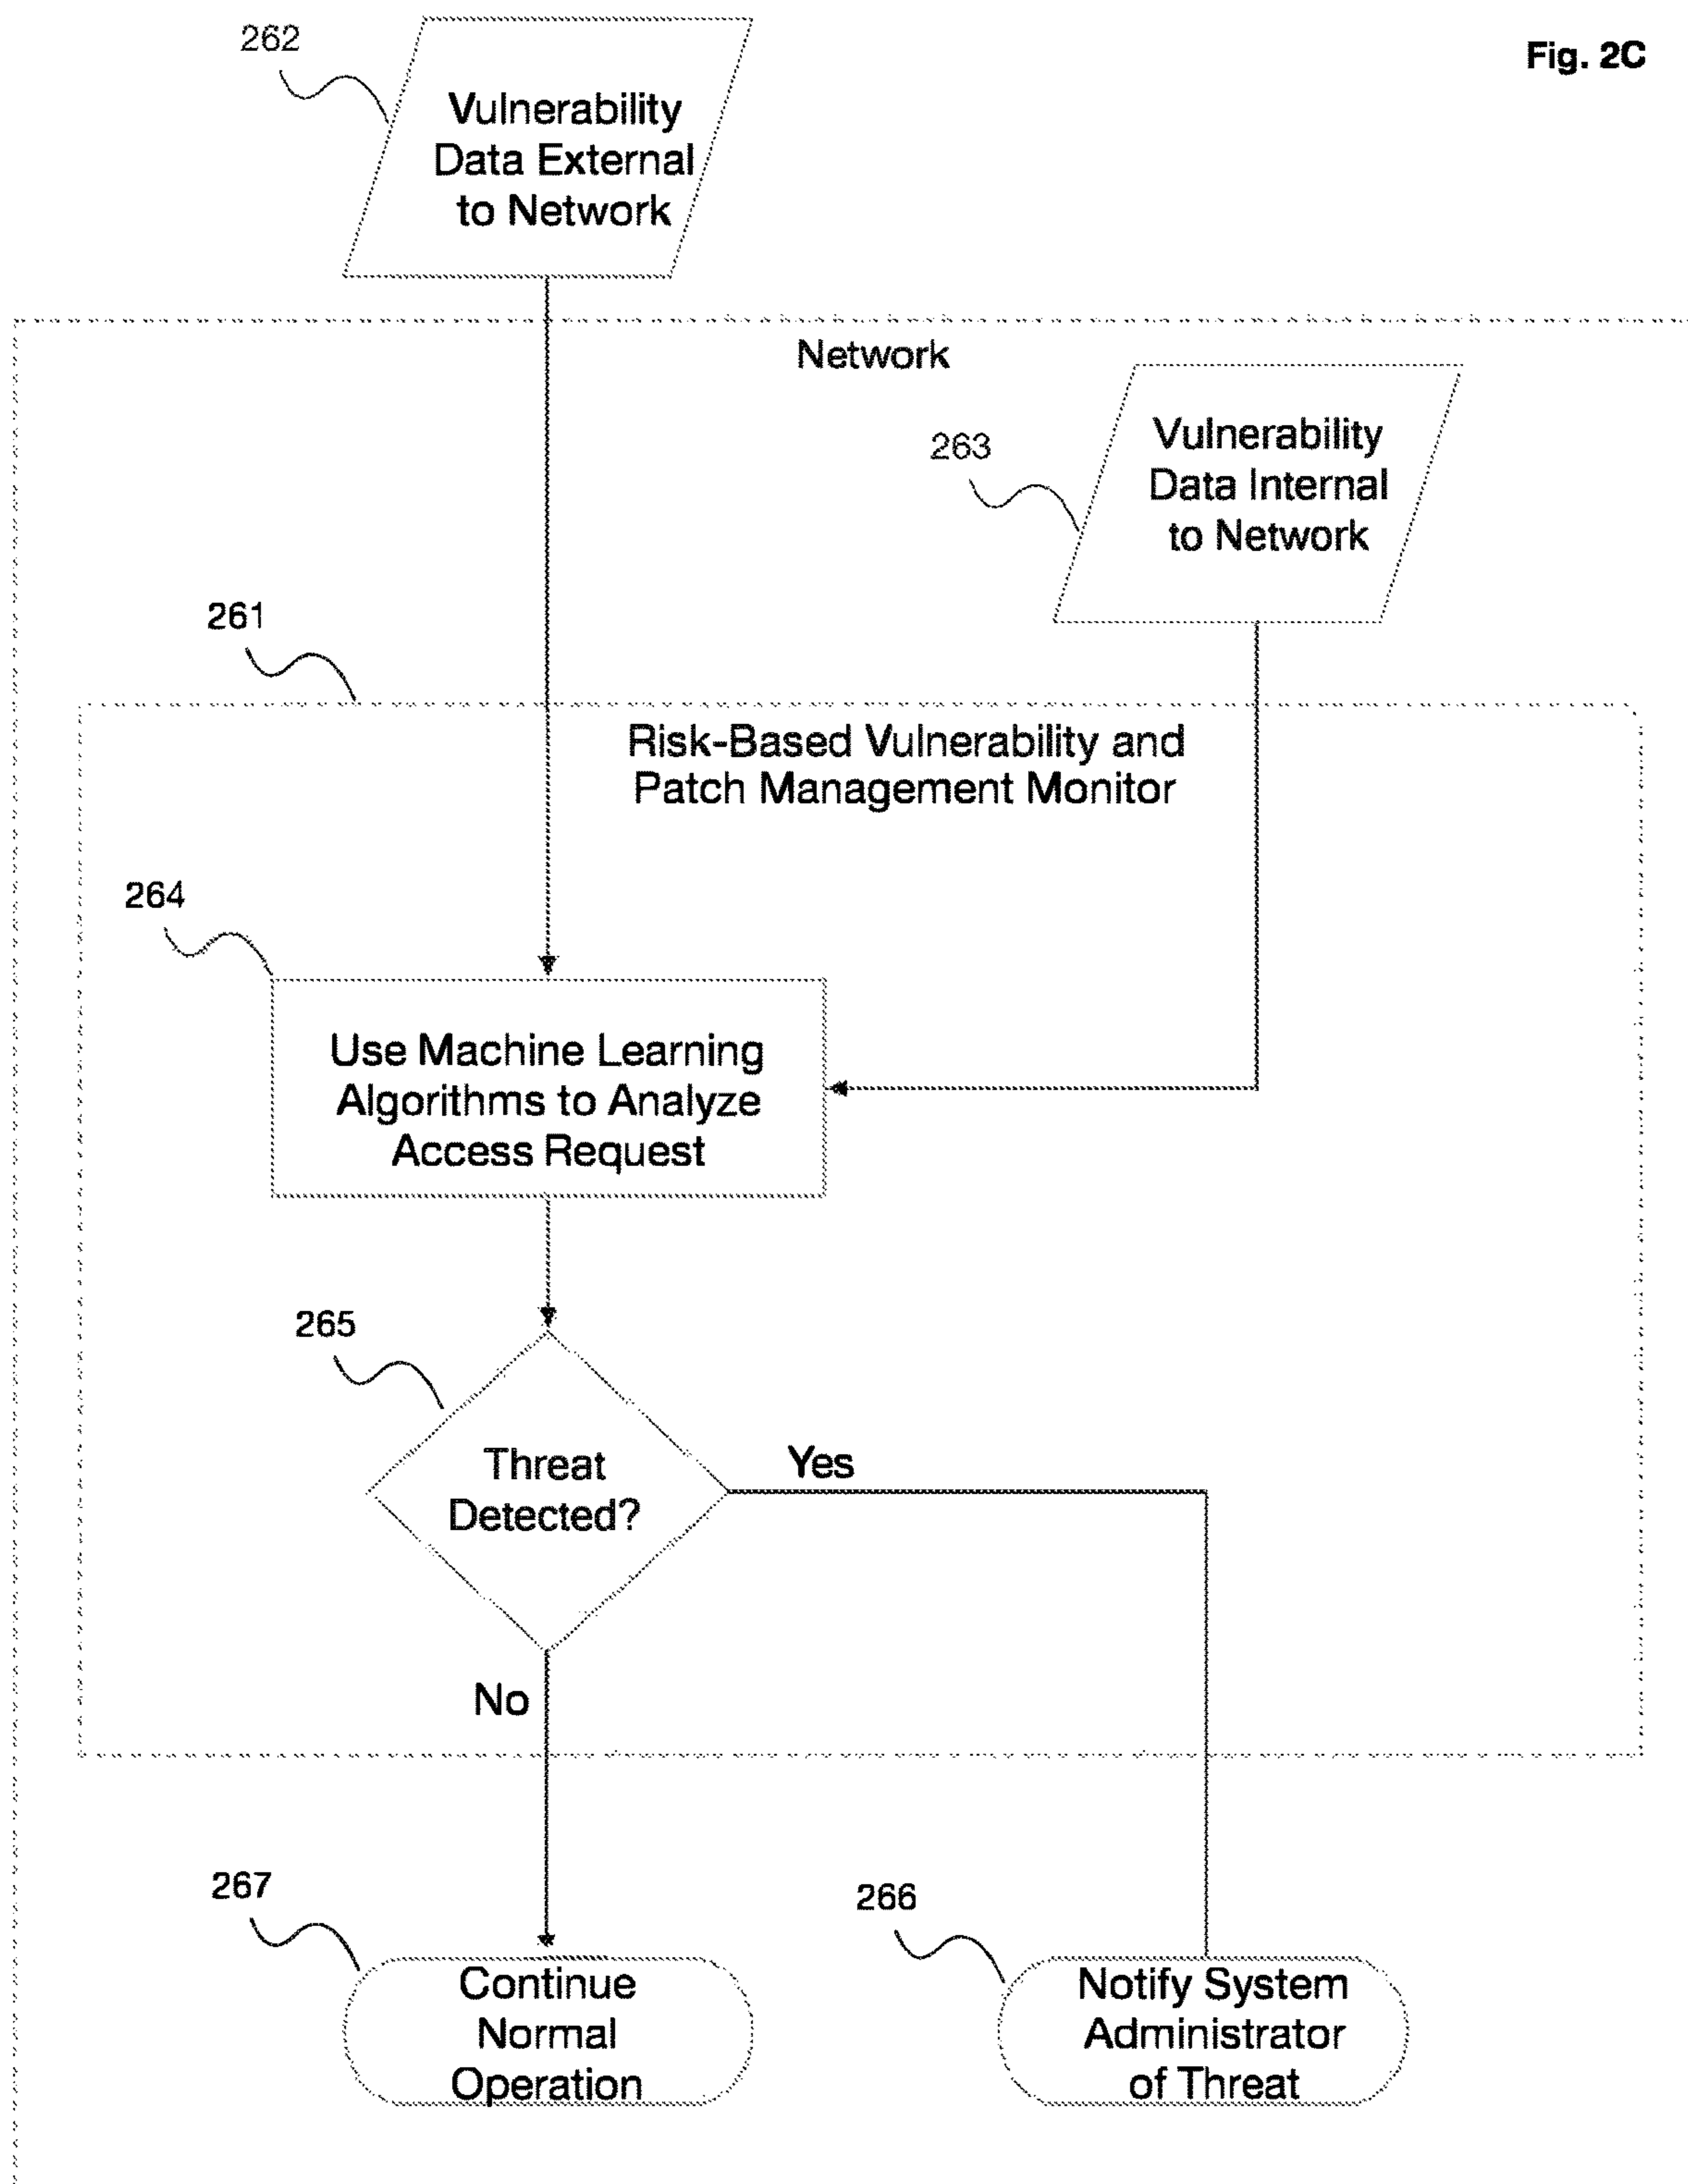 262
Fig. 2C
Vulnerability
Data External
to Network
Network
263
Vulnerability
Data Internal
to Network
261
Risk-Based Vulnerability and
Patch Management Monitor
264
Use Machine Learning
Algorithms to Analyze
Access Request
265
Threat
Detected?
Yes
No
267
Continue
Normal
Operation
266
Notify System
Administrator
of Threat